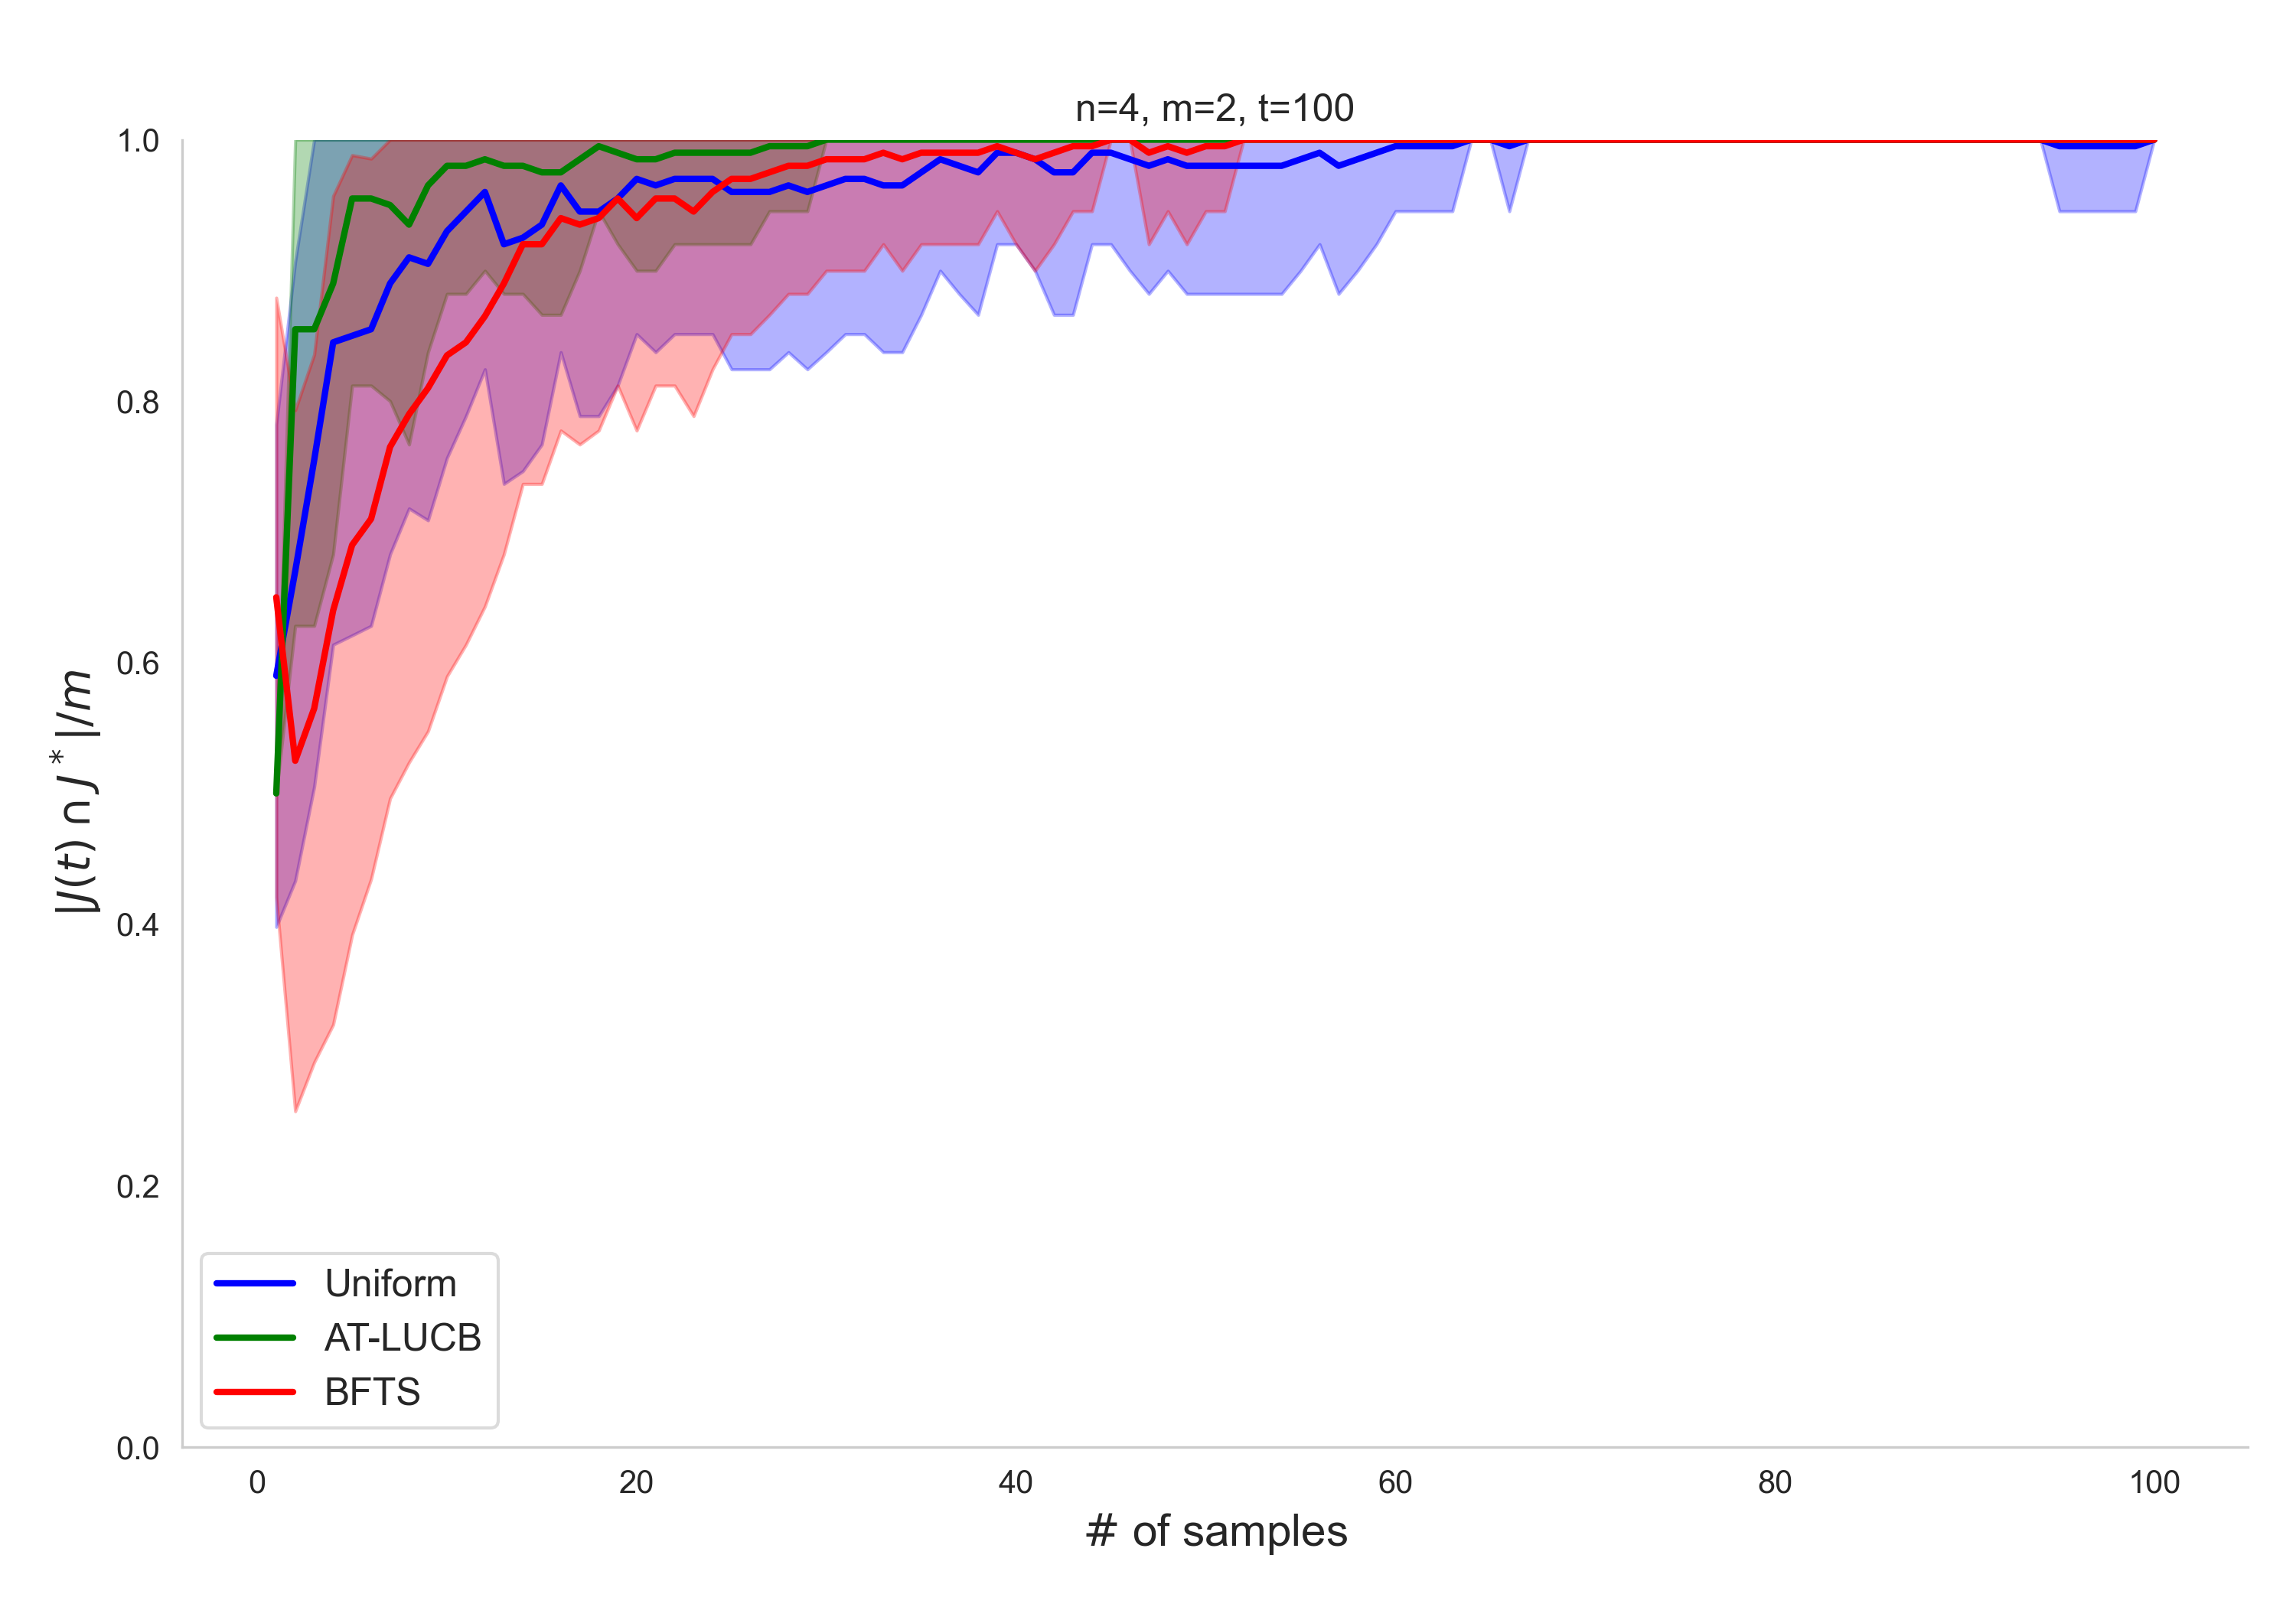 n=4, m=2, t=100
1.0
0.8
0.6
0.4
0.2
0.0
|J(t) ∩ J*|/m
0 20 40 60 80 100
# of samples
Uniform
AT-LUCB
BFTS